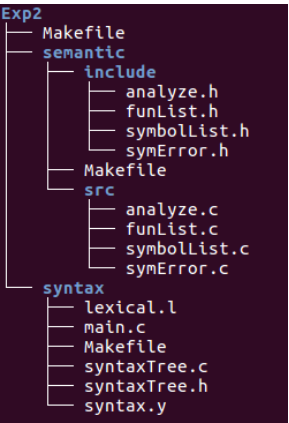 Exp2
Makefile
semantic
include
analyze.h
funList.h
symbolList.h
symError.h
Makefile
src
analyze.c
funList.c
symbolList.c
symError.c
syntax
lexical.l
main.c
Makefile
syntaxTree.c
syntaxTree.h
syntax.y